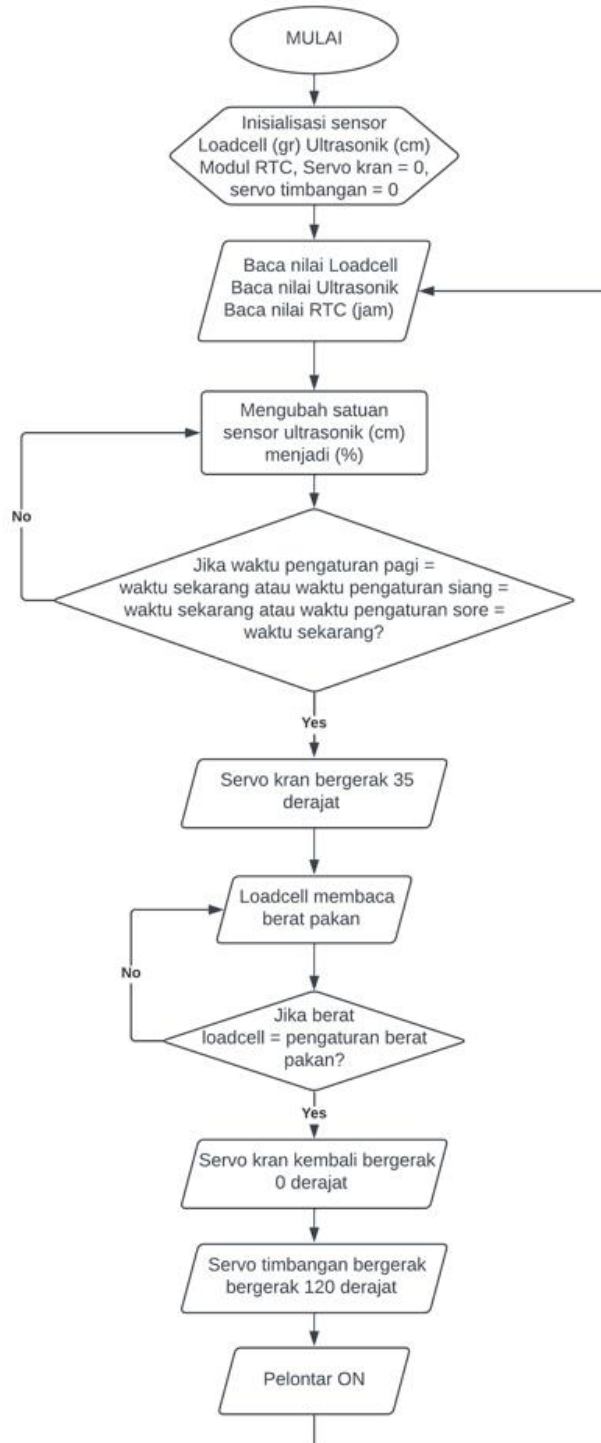 MULAI
Inisialisasi sensor
Loadcell (gr) Ultrasonik (cm)
Modul RTC, Servo kran = 0,
servo timbangan = 0
Baca nilai Loadcell
Baca nilai Ultrasonik
Baca nilai RTC (jam)
Mengubah satuan
sensor ultrasonik (cm)
menjadi (%)
No
Jika waktu pengaturan pagi =
waktu sekarang atau waktu pengaturan siang =
waktu sekarang atau waktu pengaturan sore =
waktu sekarang?
Yes
Servo kran bergerak 35
derajat
Loadcell membaca
berat pakan
No
Jika berat
loadcell = pengaturan berat
pakan?
Yes
Servo kran kembali bergerak
0 derajat
Servo timbangan bergerak
bergerak 120 derajat
Pelontar ON